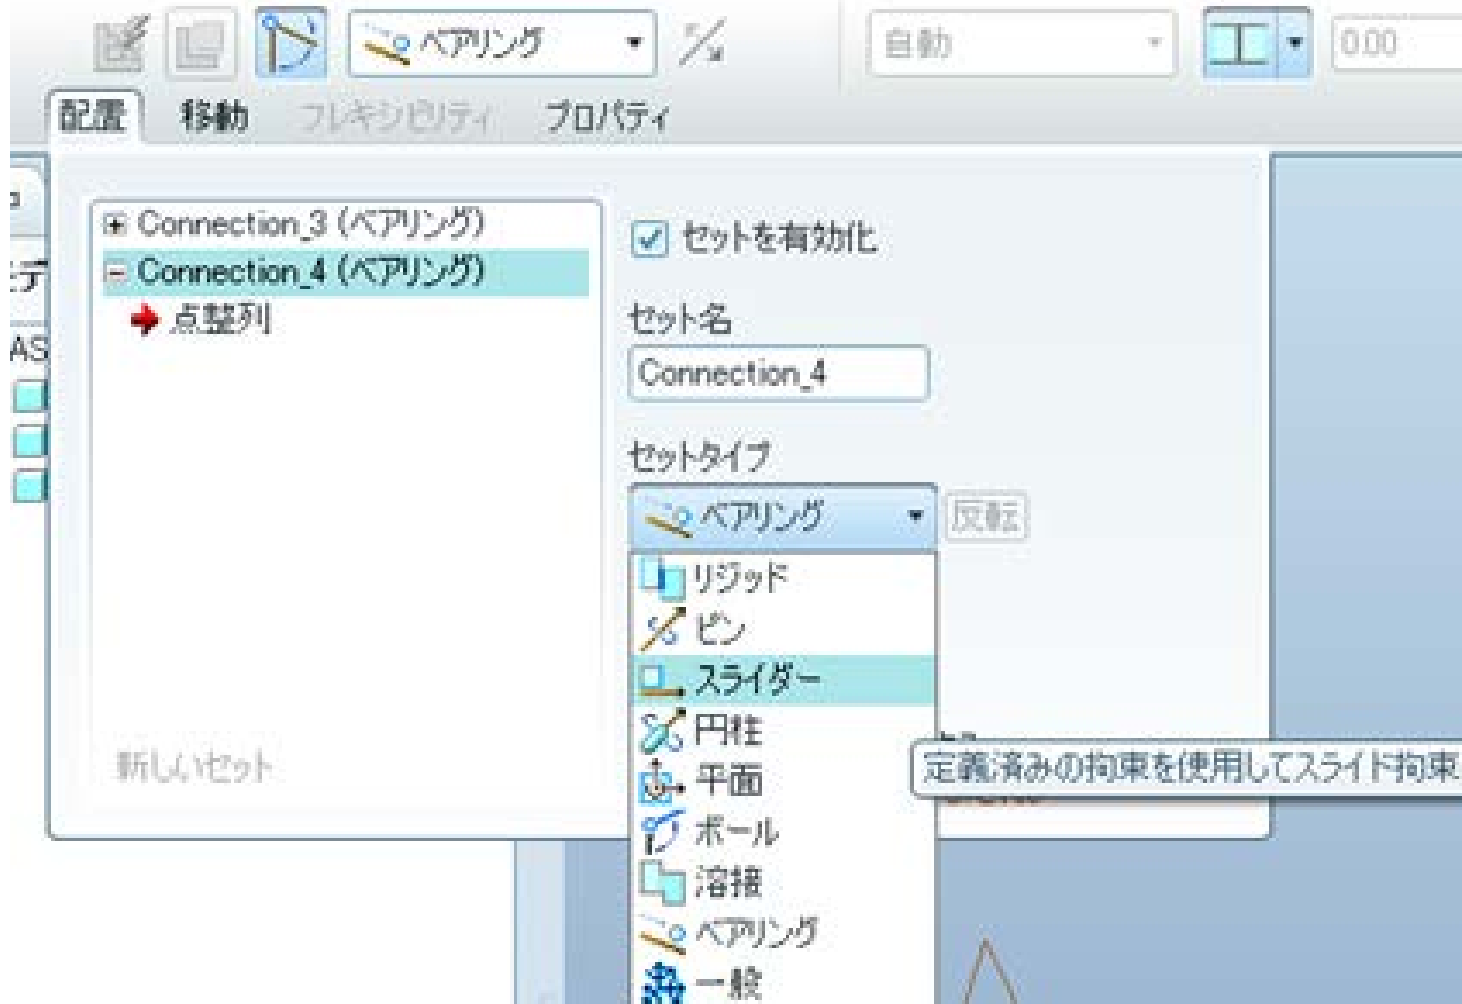 ベアリング
自動
0.00
配置 移動 フレキシビリティ プロパティ
Connection_3 (ベアリング)
Connection_4 (ベアリング)
点整列
セットを有効化
セット名
Connection_4
セットタイプ
ベアリング
反転
リジッド
ピン
スライダー
円柱
平面
ボール
溶接
ベアリング
一般
新しいセット
定義済みの拘束を使用してスライド拘束
デ
AS